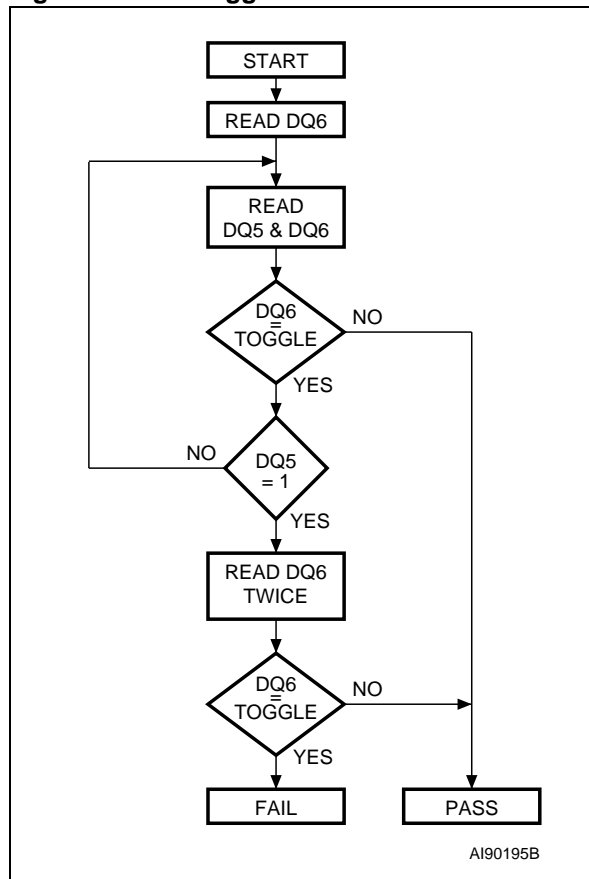 START
READ DQ6
READ
DQ5 & DQ6
DQ6
=
TOGGLE
NO
YES
NO
DQ5
= 1
YES
READ DQ6
TWICE
DQ6
=
TOGGLE
NO
YES
FAIL
PASS
AI90195B